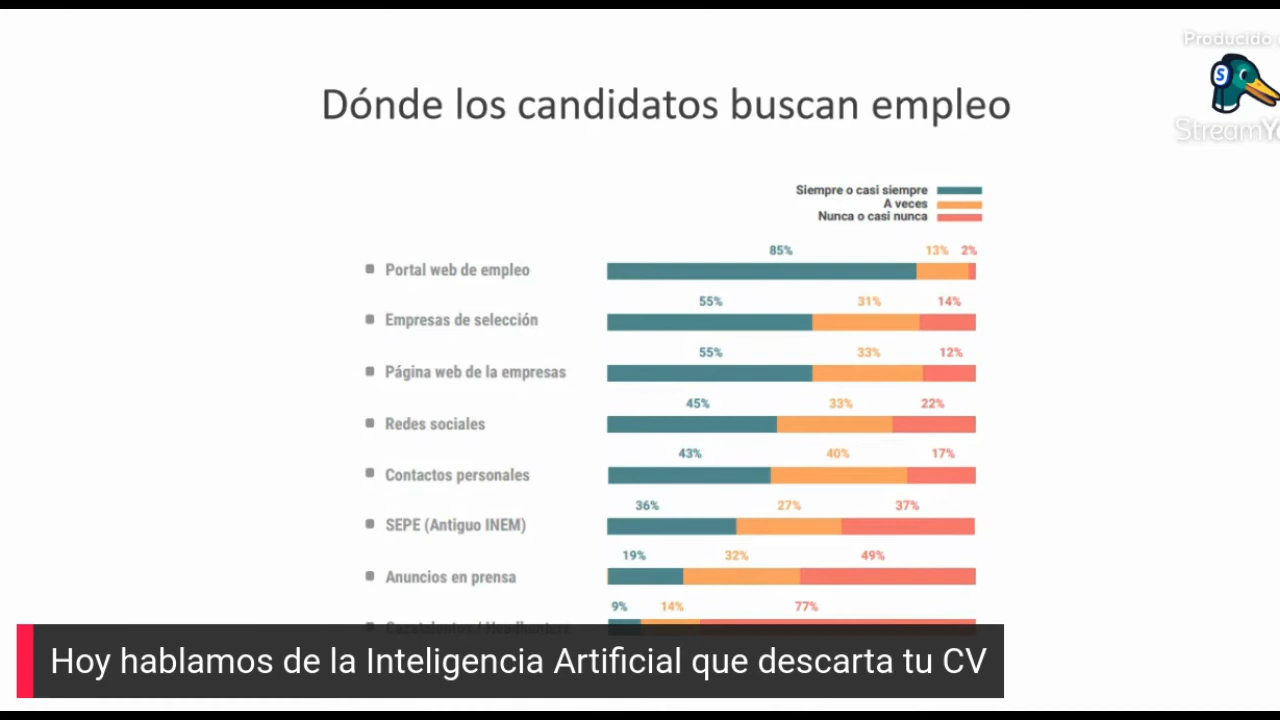 Producido
StreamY
Dónde los candidatos buscan empleo
Siempre o casi siempre
A veces
Nunca o casi nunca
85% 13% 2%
Portal web de empleo
55% 31% 14%
Empresas de selección
55% 33% 12%
Página web de la empresas
45% 33% 22%
Redes sociales
43% 40% 17%
Contactos personales
36% 27% 37%
SEPE (Antiguo INEM)
19% 32% 49%
Anuncios en prensa
9% 14% 77%
Cazatalentos / Headhunters
Hoy hablamos de la Inteligencia Artificial que descarta tu CV